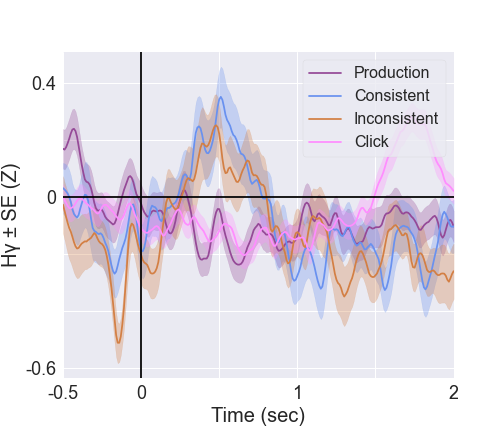 Production
Consistent
Inconsistent
Click
Hγ ± SE (Z)
0.4
0
-0.6
-0.5
0
1
2
Time (sec)